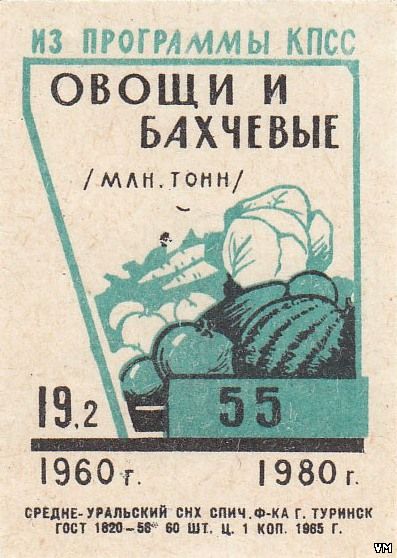 ИЗ ПРОГРАММЫ КПСС
ОВОЩИ И
БАХЧЕВЫЕ
/МЛН. ТОНН/
19,2
55
1960 г.
1980 г.
СРЕДНЕ-УРАЛЬСКИЙ СНХ СПИЧ. Ф-КА Г. ТУРИНСК
ГОСТ 1820-56 60 ШТ. Ц. 1 КОП. 1965 Г.
VM